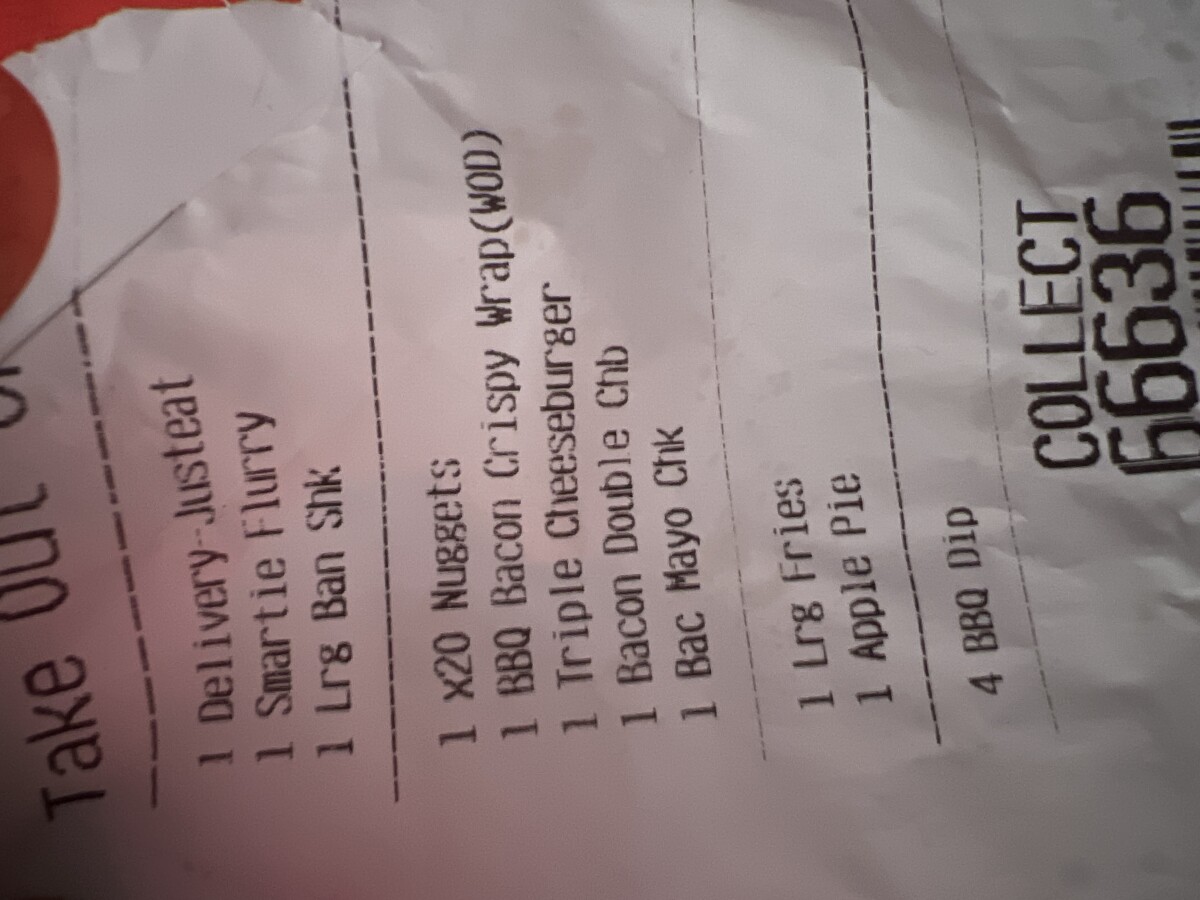 Take Out
1 Delivery-Justeat
1 Smartie Flurry
1 Lrg Ban Shk
1 X20 Nuggets
1 BBQ Bacon Crispy Wrap(WOD)
1 Triple Cheeseburger
1 Bacon Double Chb
1 Bac Mayo Chk
1 Lrg Fries
1 Apple Pie
4 BBQ Dip
COLLECT
66636